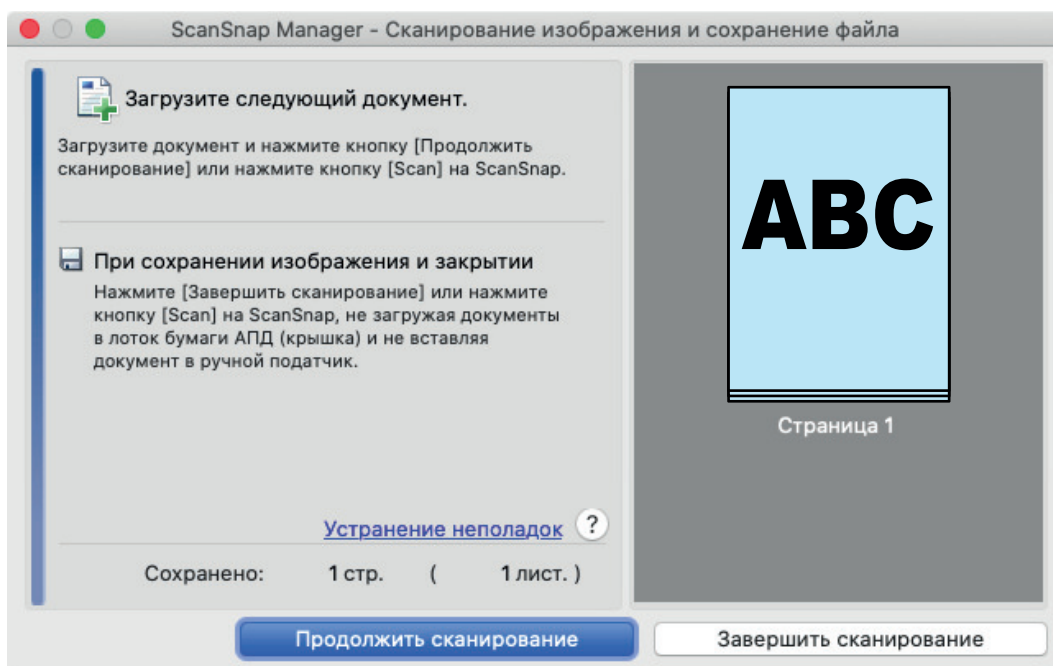 ScanSnap Manager - Сканирование изображения и сохранение файла
Загрузите следующий документ.
Загрузите документ и нажмите кнопку [Продолжить
сканирование] или нажмите кнопку [Scan] на ScanSnap.
При сохранении изображения и закрытии
Нажмите [Завершить сканирование] или нажмите
кнопку [Scan] на ScanSnap, не загружая документы
в лоток бумаги АПД (крышка) и не вставляя
документ в ручной податчик.
Устранение неполадок ?
Сохранено: 1 стр. ( 1 лист. )
ABC
Страница 1
Продолжить сканирование
Завершить сканирование